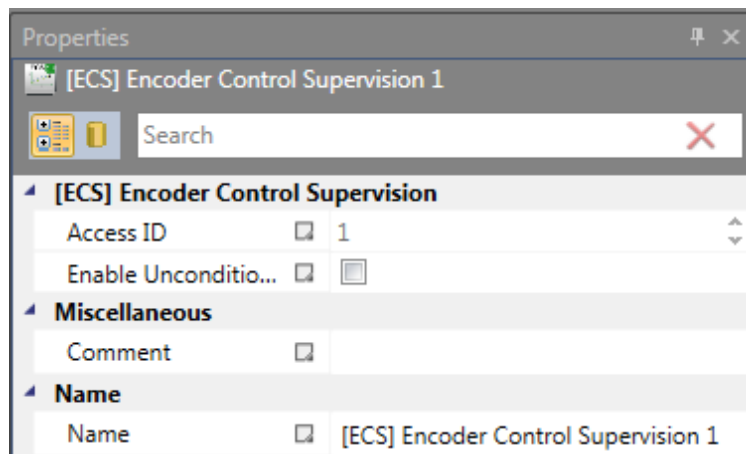 Properties
[ECS] Encoder Control Supervision 1
Search
[ECS] Encoder Control Supervision
Access ID 1
Enable Unconditio...
Miscellaneous
Comment
Name
Name [ECS] Encoder Control Supervision 1